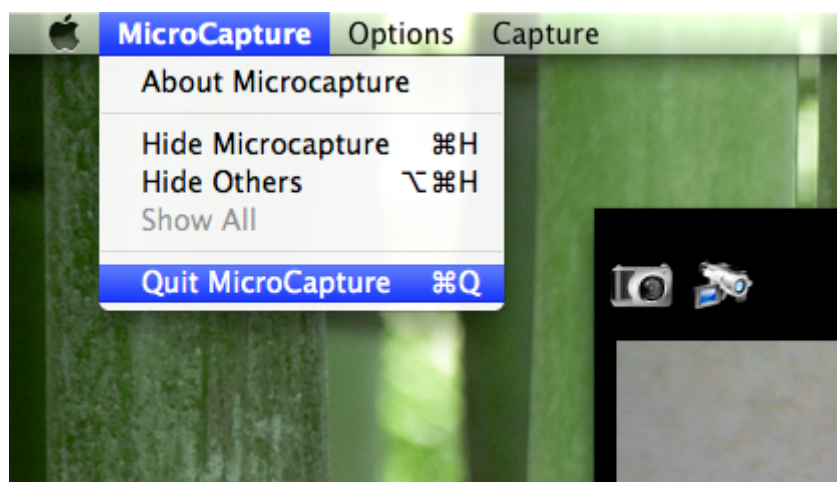 MicroCapture Options Capture
About Microcapture
Hide Microcapture ⌘H
Hide Others ⌥⌘H
Show All
Quit MicroCapture ⌘Q